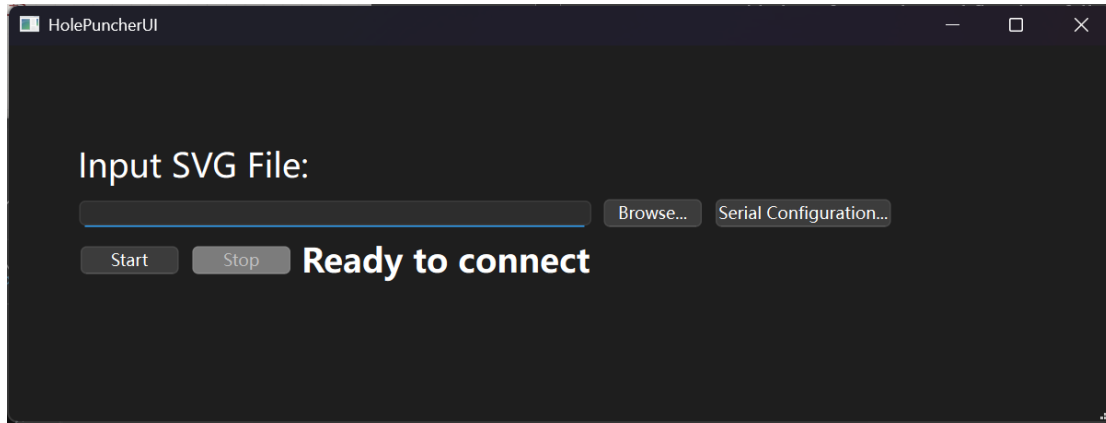 HolePuncherUI
Input SVG File:
Browse... Serial Configuration...
Start Stop Ready to connect